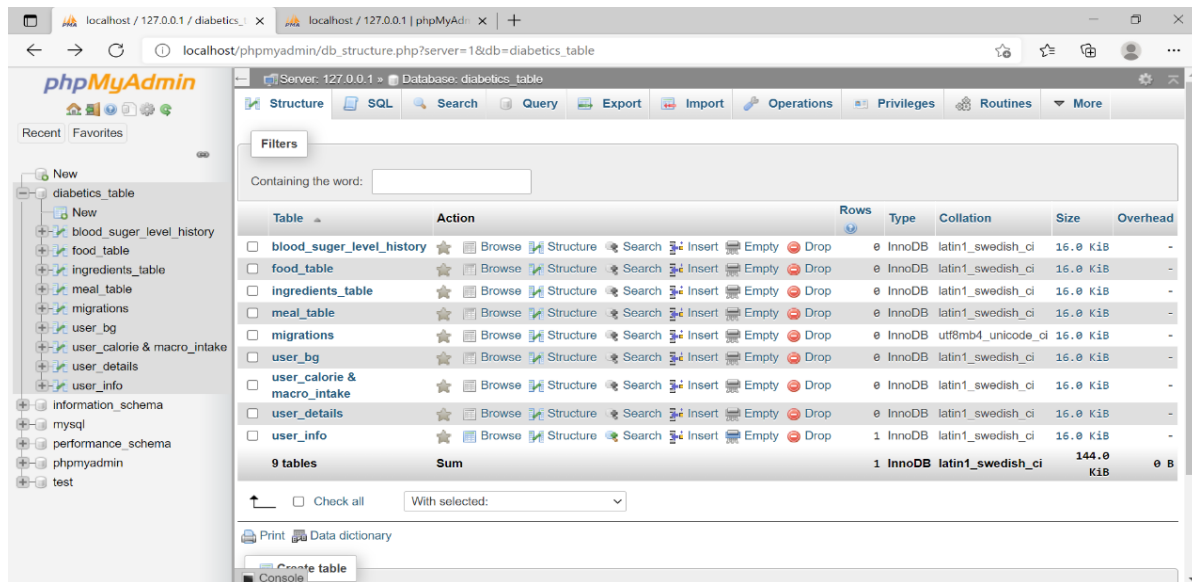 localhost / 127.0.0.1 / diabetics_t
localhost / 127.0.0.1 | phpMyAdm
localhost/phpmyadmin/db_structure.php?server=1&db=diabetics_table
phpMyAdmin
Recent Favorites
New
diabetics_table
New
blood_suger_level_history
food_table
ingredients_table
meal_table
migrations
user_bg
user_calorie & macro_intake
user_details
user_info
information_schema
mysql
performance_schema
phpmyadmin
test
Server: 127.0.0.1 » Database: diabetics_table
Structure SQL Search Query Export Import Operations Privileges Routines More
Filters
Containing the word:
Table Action Rows Type Collation Size Overhead
blood_suger_level_history Browse Structure Search Insert Empty Drop 0 InnoDB latin1_swedish_ci 16.0 KiB -
food_table Browse Structure Search Insert Empty Drop 0 InnoDB latin1_swedish_ci 16.0 KiB -
ingredients_table Browse Structure Search Insert Empty Drop 0 InnoDB latin1_swedish_ci 16.0 KiB -
meal_table Browse Structure Search Insert Empty Drop 0 InnoDB latin1_swedish_ci 16.0 KiB -
migrations Browse Structure Search Insert Empty Drop 0 InnoDB utf8mb4_unicode_ci 16.0 KiB -
user_bg Browse Structure Search Insert Empty Drop 0 InnoDB latin1_swedish_ci 16.0 KiB -
user_calorie &
macro_intake Browse Structure Search Insert Empty Drop 0 InnoDB latin1_swedish_ci 16.0 KiB -
user_details Browse Structure Search Insert Empty Drop 0 InnoDB latin1_swedish_ci 16.0 KiB -
user_info Browse Structure Search Insert Empty Drop 1 InnoDB latin1_swedish_ci 16.0 KiB -
9 tables Sum 1 InnoDB latin1_swedish_ci 144.0 KiB 0 B
Check all With selected:
Print Data dictionary
Create table
Console